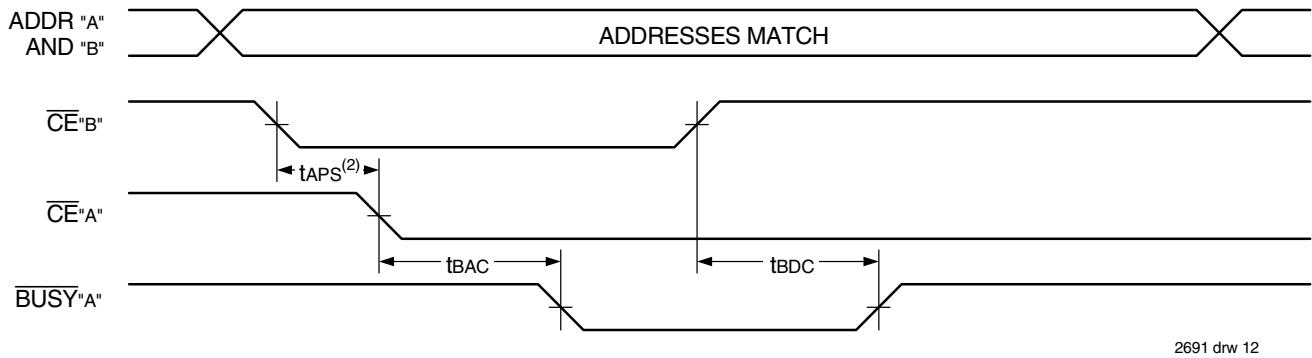 ADDR "A"
AND "B"
ADDRESSES MATCH
CE"B"
tAPS(2)
CE"A"
tBAC
tBDC
BUSY"A"
2691 drw 12